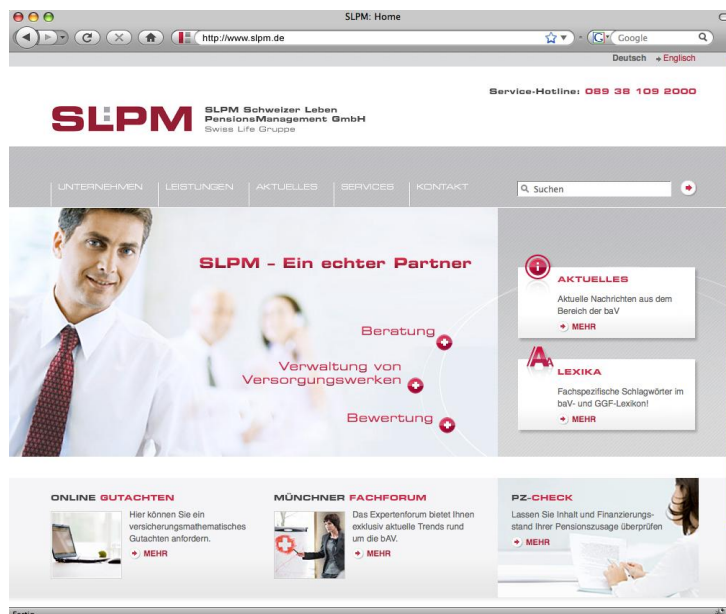 SLPM: Home
http://www.slpm.de
Google
Deutsch Englisch
Service-Hotline: 089 38 109 2000
SLPM
SLPM Schweizer Leben
PensionsManagement GmbH
Swiss Life Gruppe
UNTERNEHMEN LEISTUNGEN AKTUELLES SERVICES KONTAKT
Suchen
SLPM - Ein echter Partner
Beratung
Verwaltung von
Versorgungswerken
Bewertung
AKTUELLES
Aktuelle Nachrichten aus dem
Bereich der baV
MEHR
LEXIKA
Fachspezifische Schlagwörter im
baV- und GGF-Lexikon!
MEHR
ONLINE GUTACHTEN
Hier können Sie ein
versicherungsmathematisches
Gutachten anfordern.
MEHR
MÜNCHNER FACHFORUM
Das Expertenforum bietet Ihnen
exklusiv aktuelle Trends rund
um die bAV.
MEHR
PZ-CHECK
Lassen Sie Inhalt und Finanzierungs-
stand Ihrer Pensionszusage überprüfen
MEHR
Fertig